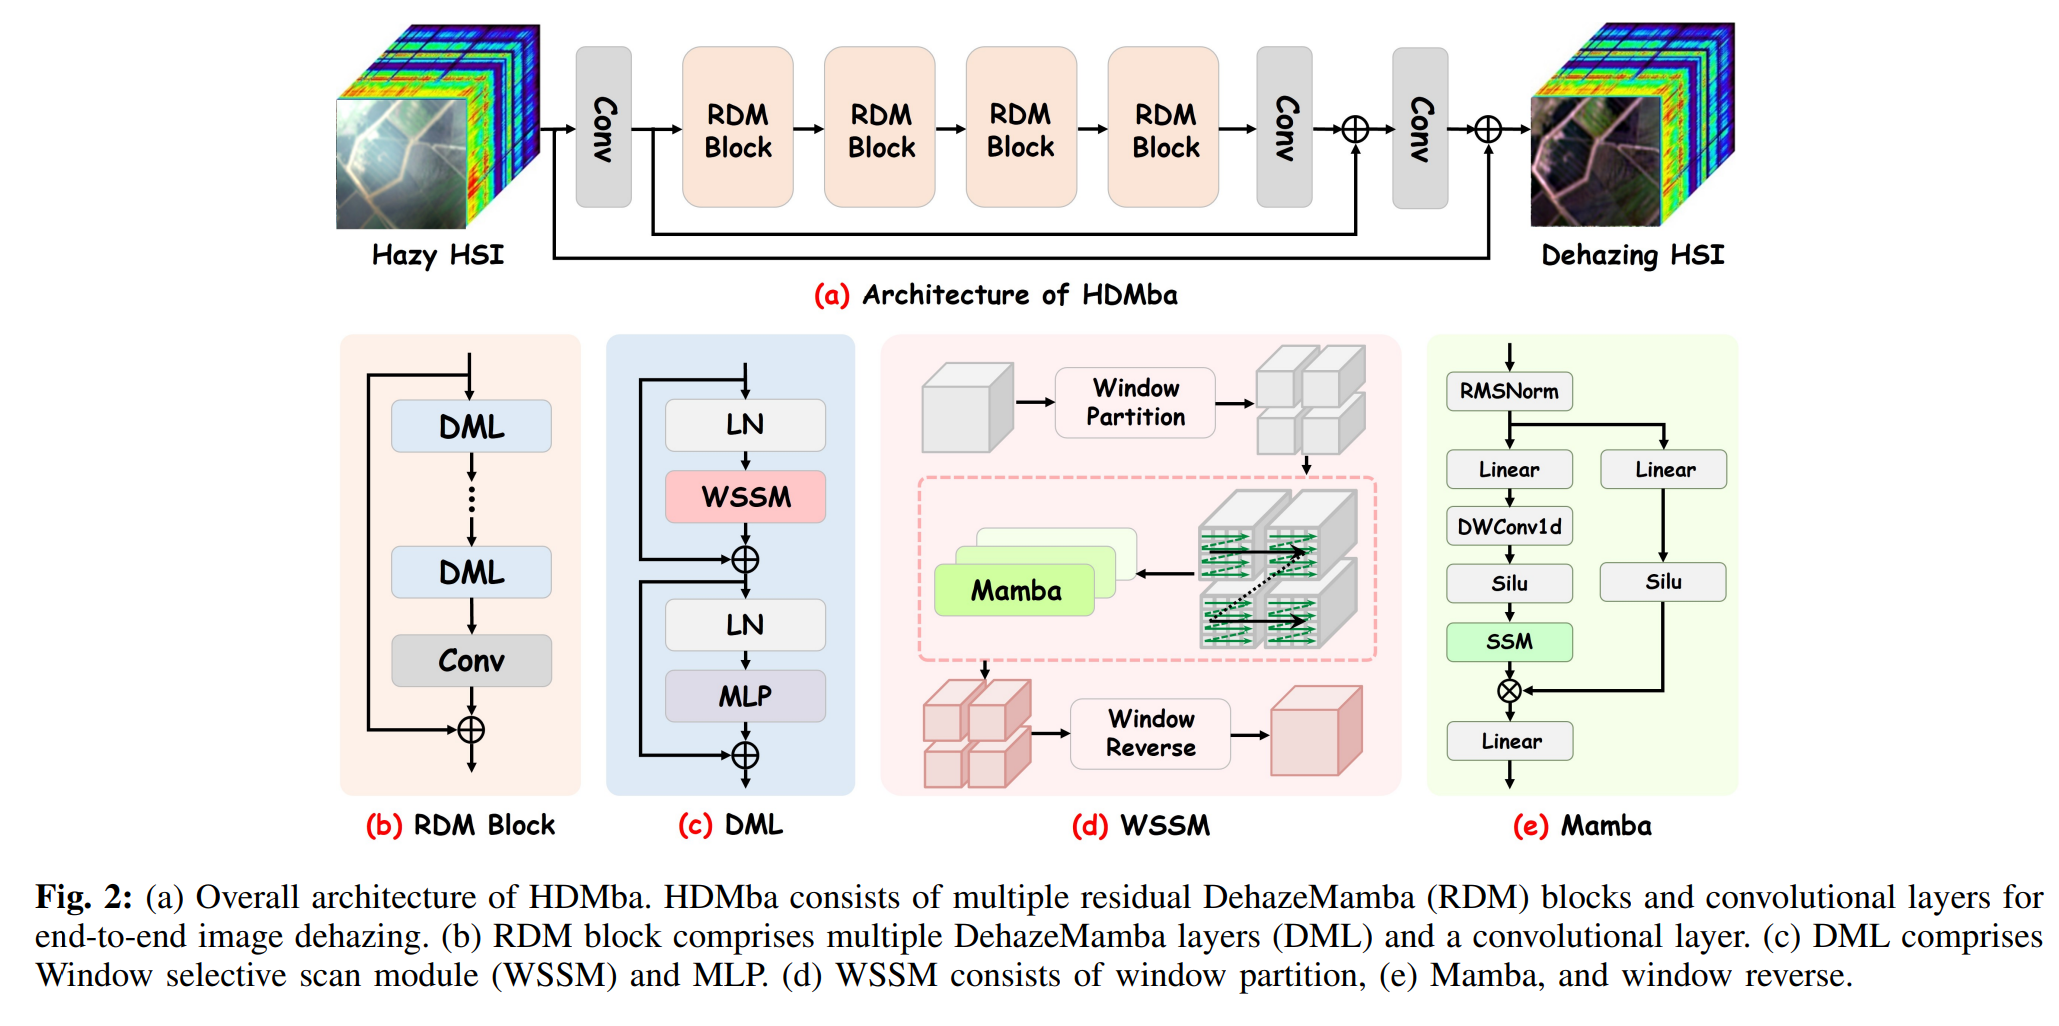 Conv
RDM
Block
RDM
Block
RDM
Block
RDM
Block
Conv
Conv
Hazy HSI
Dehazing HSI
(a) Architecture of HDMba
DML
DML
Conv
(b) RDM Block
LN
WSSM
LN
MLP
(c) DML
Window
Partition
Mamba
Window
Reverse
(d) WSSM
RMSNorm
Linear
Linear
DWConv1d
Silu
Silu
SSM
Linear
(e) Mamba
Fig. 2: (a) Overall architecture of HDMba. HDMba consists of multiple residual DehazeMamba (RDM) blocks and convolutional layers for
end-to-end image dehazing. (b) RDM block comprises multiple DehazeMamba layers (DML) and a convolutional layer. (c) DML comprises
Window selective scan module (WSSM) and MLP. (d) WSSM consists of window partition, (e) Mamba, and window reverse.